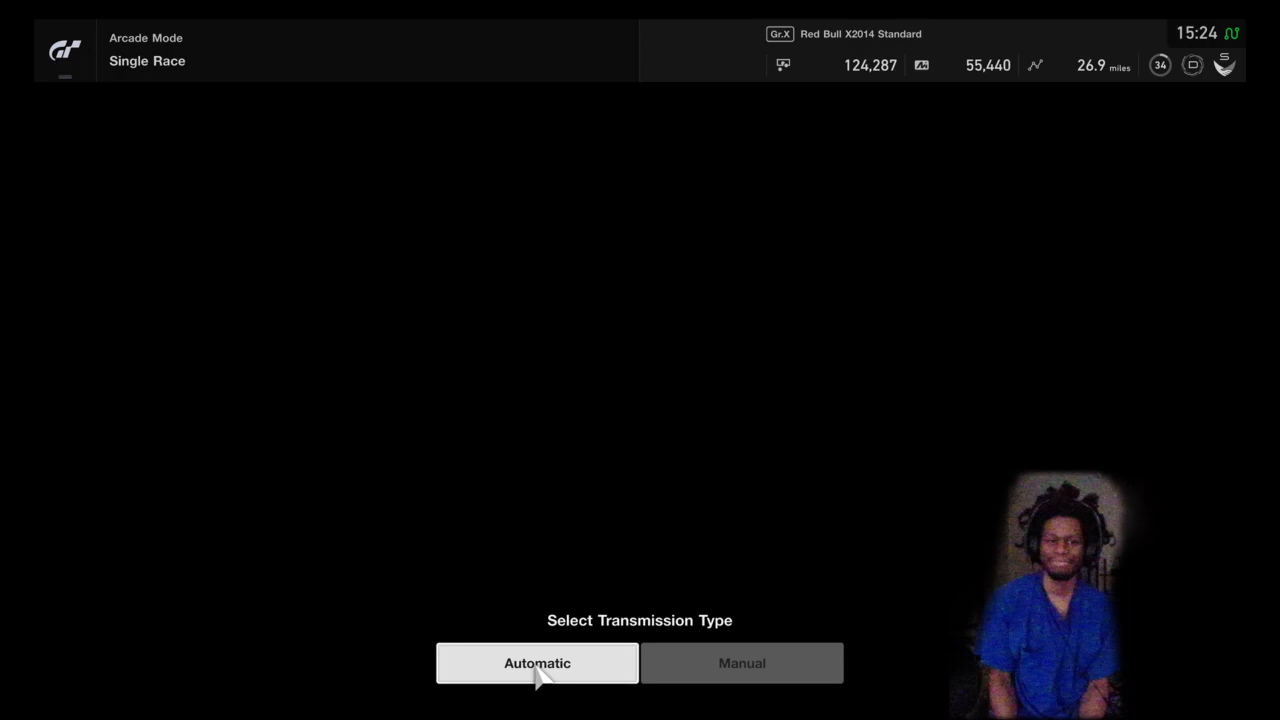 Arcade Mode
Single Race
Gr.X Red Bull X2014 Standard
15:24
124,287
55,440
26.9 miles
34
D
S
Select Transmission Type
Automatic
Manual